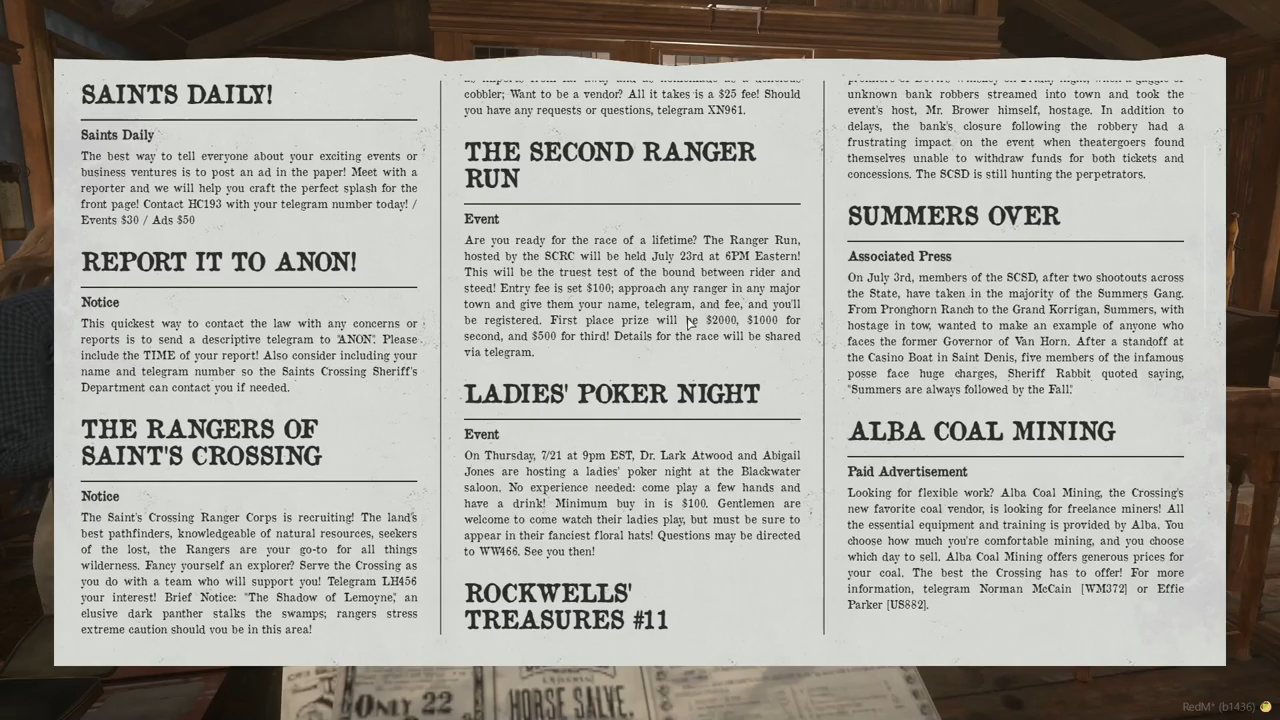 SAINTS DAILY!
Saints Daily
The best way to tell everyone about your exciting events or
business ventures is to post an ad in the paper! Meet with a
reporter and we will help you craft the perfect splash for the
front page! Contact HC193 with your telegram number today! /
Events $30 / Ads $50
REPORT IT TO ANON!
Notice
This quickest way to contact the law with any concerns or
reports is to send a descriptive telegram to "ANON". Please
include the TIME of your report! Also consider including your
name and telegram number so the Saints Crossing Sheriff's
Department can contact you if needed.
THE RANGERS OF
SAINT'S CROSSING
Notice
The Saint's Crossing Ranger Corps is recruiting! The land's
best pathfinders, knowledgeable of natural resources, seekers
of the lost, the Rangers are your go-to for all things
wilderness. Fancy yourself an explorer? Serve the Crossing as
you do with a team who will support you! Telegram LH456
your interest! Brief Notice: "The Shadow of Lemoyne," an
elusive dark panther stalks the swamps; rangers stress
extreme caution should you be in this area!
as imports from far away and as homemade as a delicious
cobbler; Want to be a vendor? All it takes is a $25 fee! Should
you have any requests or questions, telegram XN961.
THE SECOND RANGER
RUN
Event
Are you ready for the race of a lifetime? The Ranger Run,
hosted by the SCRC will be held July 23rd at 6PM Eastern!
This will be the truest test of the bound between rider and
steed! Entry fee is set $100; approach any ranger in any major
town and give them your name, telegram, and fee, and you'll
be registered. First place prize will be $2000, $1000 for
second, and $500 for third! Details for the race will be shared
via telegram.
LADIES' POKER NIGHT
Event
On Thursday, 7/21 at 9pm EST, Dr. Lark Atwood and Abigail
Jones are hosting a ladies' poker night at the Blackwater
saloon. No experience needed: come play a few hands and
have a drink! Minimum buy in is $100. Gentlemen are
welcome to come watch their ladies play, but must be sure to
appear in their fanciest floral hats! Questions may be directed
to WW466. See you then!
ROCKWELLS'
TREASURES #11
premiere of Devil's Whiskey on Friday night, when a gaggle of
unknown bank robbers streamed into town and took the
event's host, Mr. Brower himself, hostage. In addition to
delays, the bank's closure following the robbery had a
frustrating impact on the event when theatergoers found
themselves unable to withdraw funds for both tickets and
concessions. The SCSD is still hunting the perpetrators.
SUMMERS OVER
Associated Press
On July 3rd, members of the SCSD, after two shootouts across
the State, have taken in the majority of the Summers Gang.
From Pronghorn Ranch to the Grand Korrigan, Summers, with
hostage in tow, wanted to make an example of anyone who
faces the former Governor of Van Horn. After a standoff at
the Casino Boat in Saint Denis, five members of the infamous
posse face huge charges, Sheriff Rabbit quoted saying,
"Summers are always followed by the Fall."
ALBA COAL MINING
Paid Advertisement
Looking for flexible work? Alba Coal Mining, the Crossing's
new favorite coal vendor, is looking for freelance miners! All
the essential equipment and training is provided by Alba. You
choose how much you're comfortable mining, and you choose
which day to sell. Alba Coal Mining offers generous prices for
your coal. The best the Crossing has to offer! For more
information, telegram Norman McCain [WM372] or Effie
Parker [US882].
ONLY 22
HORSE SALVE.
RedM* (b1436)